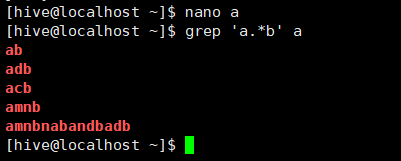 [hive@localhost ~]$ nano a
[hive@localhost ~]$ grep 'a.*b' a
ab
adb
acb
amnb
amnbnabandbadb
[hive@localhost ~]$